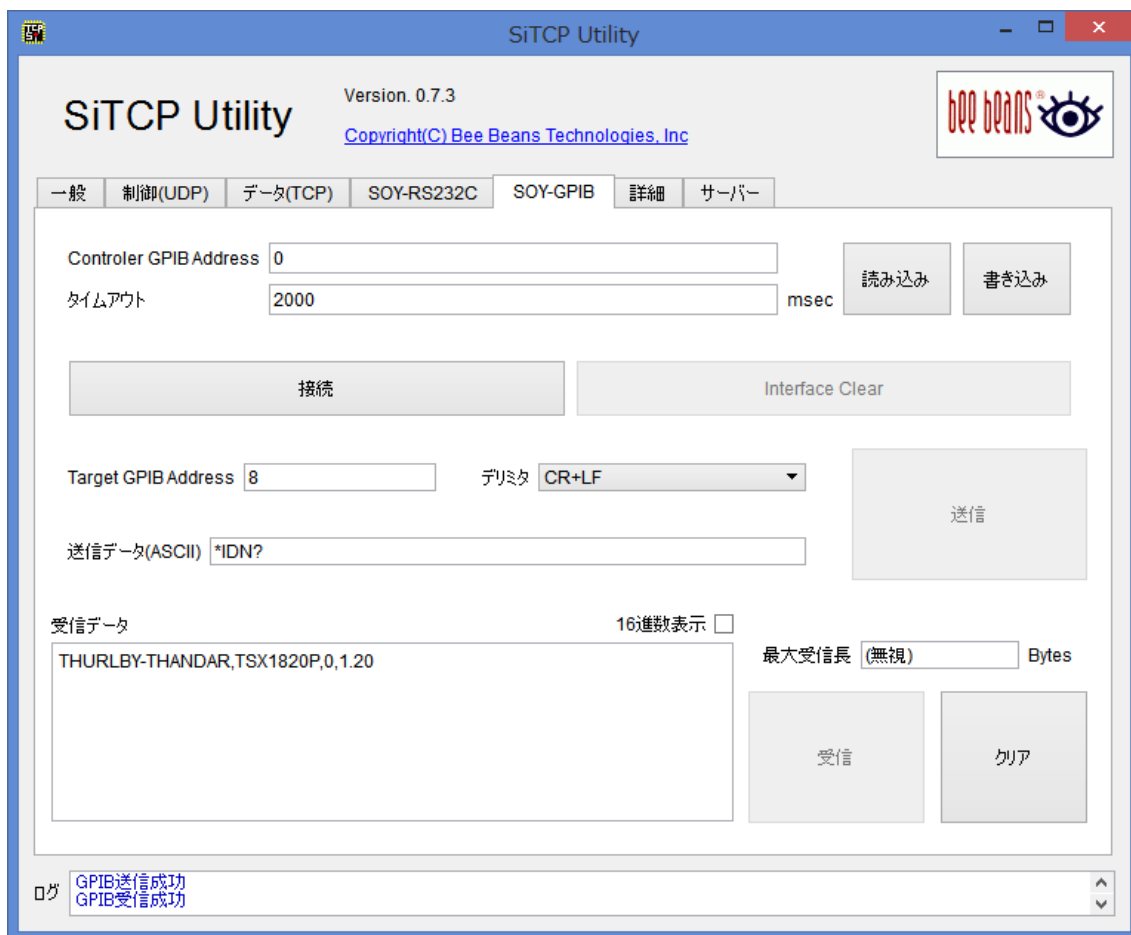 SiTCP Utility
SiTCP Utility
Version. 0.7.3
Copyright(C) Bee Beans Technologies, Inc
bee beans®
一般 制御(UDP) データ(TCP) SOY-RS232C SOY-GPIB 詳細 サーバー
Controler GPIB Address 0
読み込み 書き込み
タイムアウト 2000 msec
接続 Interface Clear
Target GPIB Address 8 デリミタ CR+LF
送信
送信データ(ASCII) *IDN?
受信データ 16進数表示
THURLBY-THANDAR,TSX1820P,0,1.20
最大受信長 (無視) Bytes
受信 クリア
ログ
GPIB送信成功
GPIB受信成功